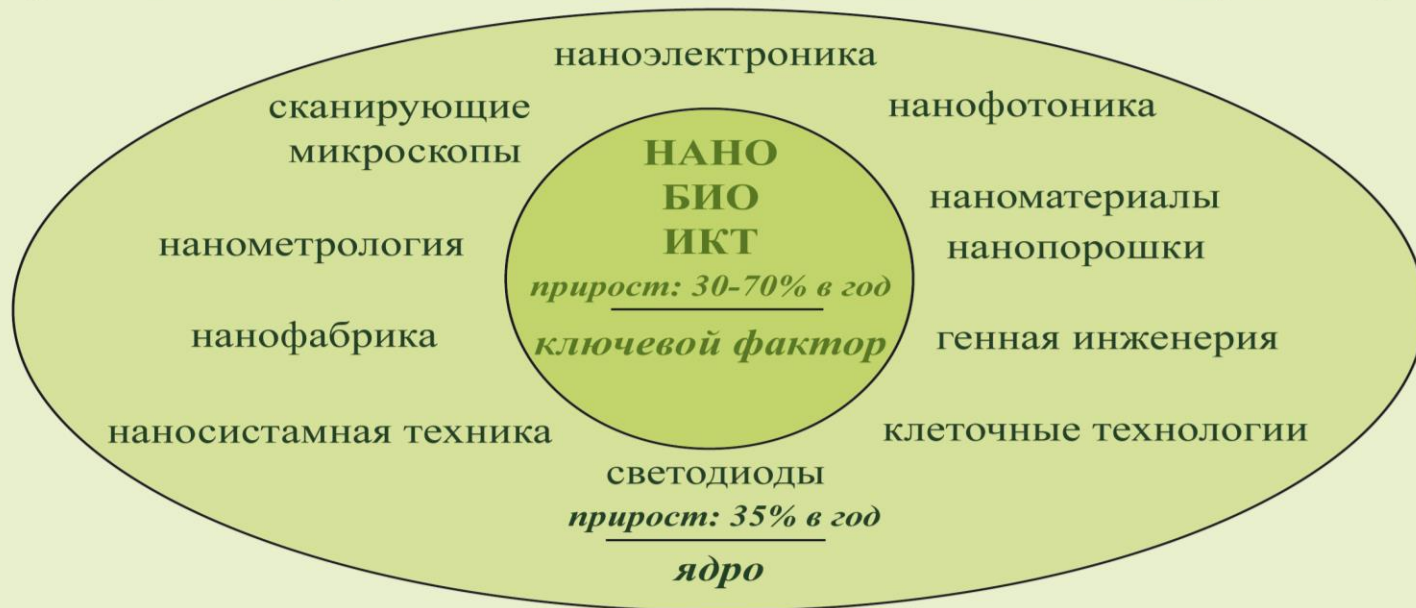 наноэлектроника
сканирующие
микроскопы
нанофотоника
НАНО
БИО
ИКТ
прирост: 30-70% в год
ключевой фактор
наноматериалы
нанопорошки
нанометрология
нанофабрика
генная инженерия
наносистамная техника
клеточные технологии
светодиоды
прирост: 35% в год
ядро